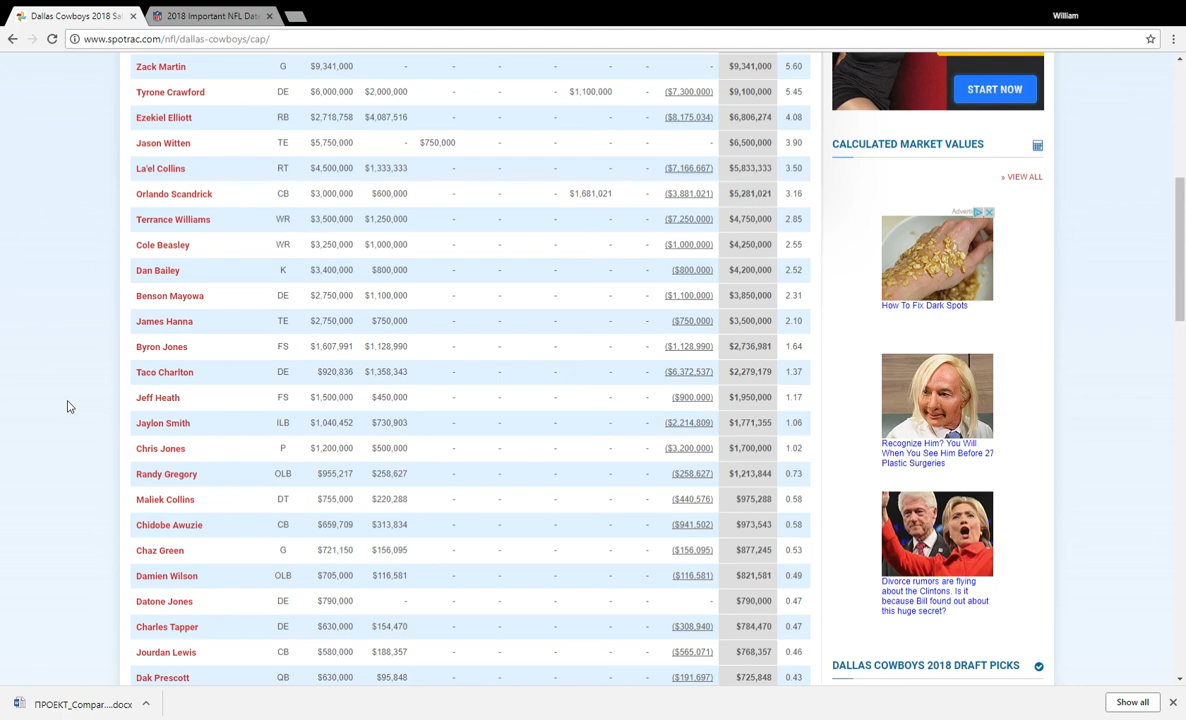 Dallas Cowboys 2018 Sal
2018 Important NFL Date
William
www.spotrac.com/nfl/dallas-cowboys/cap/
Zack Martin G $9,341,000 - - - - - - $9,341,000 5.60
Tyrone Crawford DE $6,000,000 $2,000,000 - - $1,100,000 - ($7,300,000) $9,100,000 5.45
Ezekiel Elliott RB $2,718,758 $4,087,516 - - - - ($8,175,034) $6,806,274 4.08
Jason Witten TE $5,750,000 - $750,000 - - - - $6,500,000 3.90
La'el Collins RT $4,500,000 $1,333,333 - - - - ($7,166,667) $5,833,333 3.50
Orlando Scandrick CB $3,000,000 $600,000 - - - $1,681,021 - ($3,881,021) $5,281,021 3.16
Terrance Williams WR $3,500,000 $1,250,000 - - - - ($7,250,000) $4,750,000 2.85
Cole Beasley WR $3,250,000 $1,000,000 - - - - ($1,000,000) $4,250,000 2.55
Dan Bailey K $3,400,000 $800,000 - - - - ($800,000) $4,200,000 2.52
Benson Mayowa DE $2,750,000 $1,100,000 - - - - ($1,100,000) $3,850,000 2.31
James Hanna TE $2,750,000 $750,000 - - - - ($750,000) $3,500,000 2.10
Byron Jones FS $1,607,991 $1,128,990 - - - - ($1,128,990) $2,736,981 1.64
Taco Charlton DE $920,836 $1,358,343 - - - - ($6,372,537) $2,279,179 1.37
Jeff Heath FS $1,500,000 $450,000 - - - - ($900,000) $1,950,000 1.17
Jaylon Smith ILB $1,040,452 $730,903 - - - - ($2,214,809) $1,771,355 1.06
Chris Jones P $1,200,000 $500,000 - - - - ($3,200,000) $1,700,000 1.02
Randy Gregory OLB $955,217 $258,627 - - - - ($258,627) $1,213,844 0.73
Maliek Collins DT $755,000 $220,288 - - - - ($440,576) $975,288 0.58
Chidobe Awuzie CB $659,709 $313,834 - - - - ($941,502) $973,543 0.58
Chaz Green G $721,150 $156,095 - - - - ($156,095) $877,245 0.53
Damien Wilson OLB $705,000 $116,581 - - - - ($116,581) $821,581 0.49
Datone Jones DE $790,000 - - - - - - $790,000 0.47
Charles Tapper DE $630,000 $154,470 - - - - ($308,940) $784,470 0.47
Jourdan Lewis CB $580,000 $188,357 - - - - ($565,071) $768,357 0.46
Dak Prescott QB $630,000 $95,848 - - - - ($191,697) $725,848 0.43
START NOW
CALCULATED MARKET VALUES
» VIEW ALL
Adverti
How To Fix Dark Spots
Recognize Him? You Will
When You See Him Before 27
Plastic Surgeries
Divorce rumors are flying
about the Clintons. Is it
because Bill found out about
this huge secret?
DALLAS COWBOYS 2018 DRAFT PICKS
ПРОЕКТ_Compar....docx
Show all